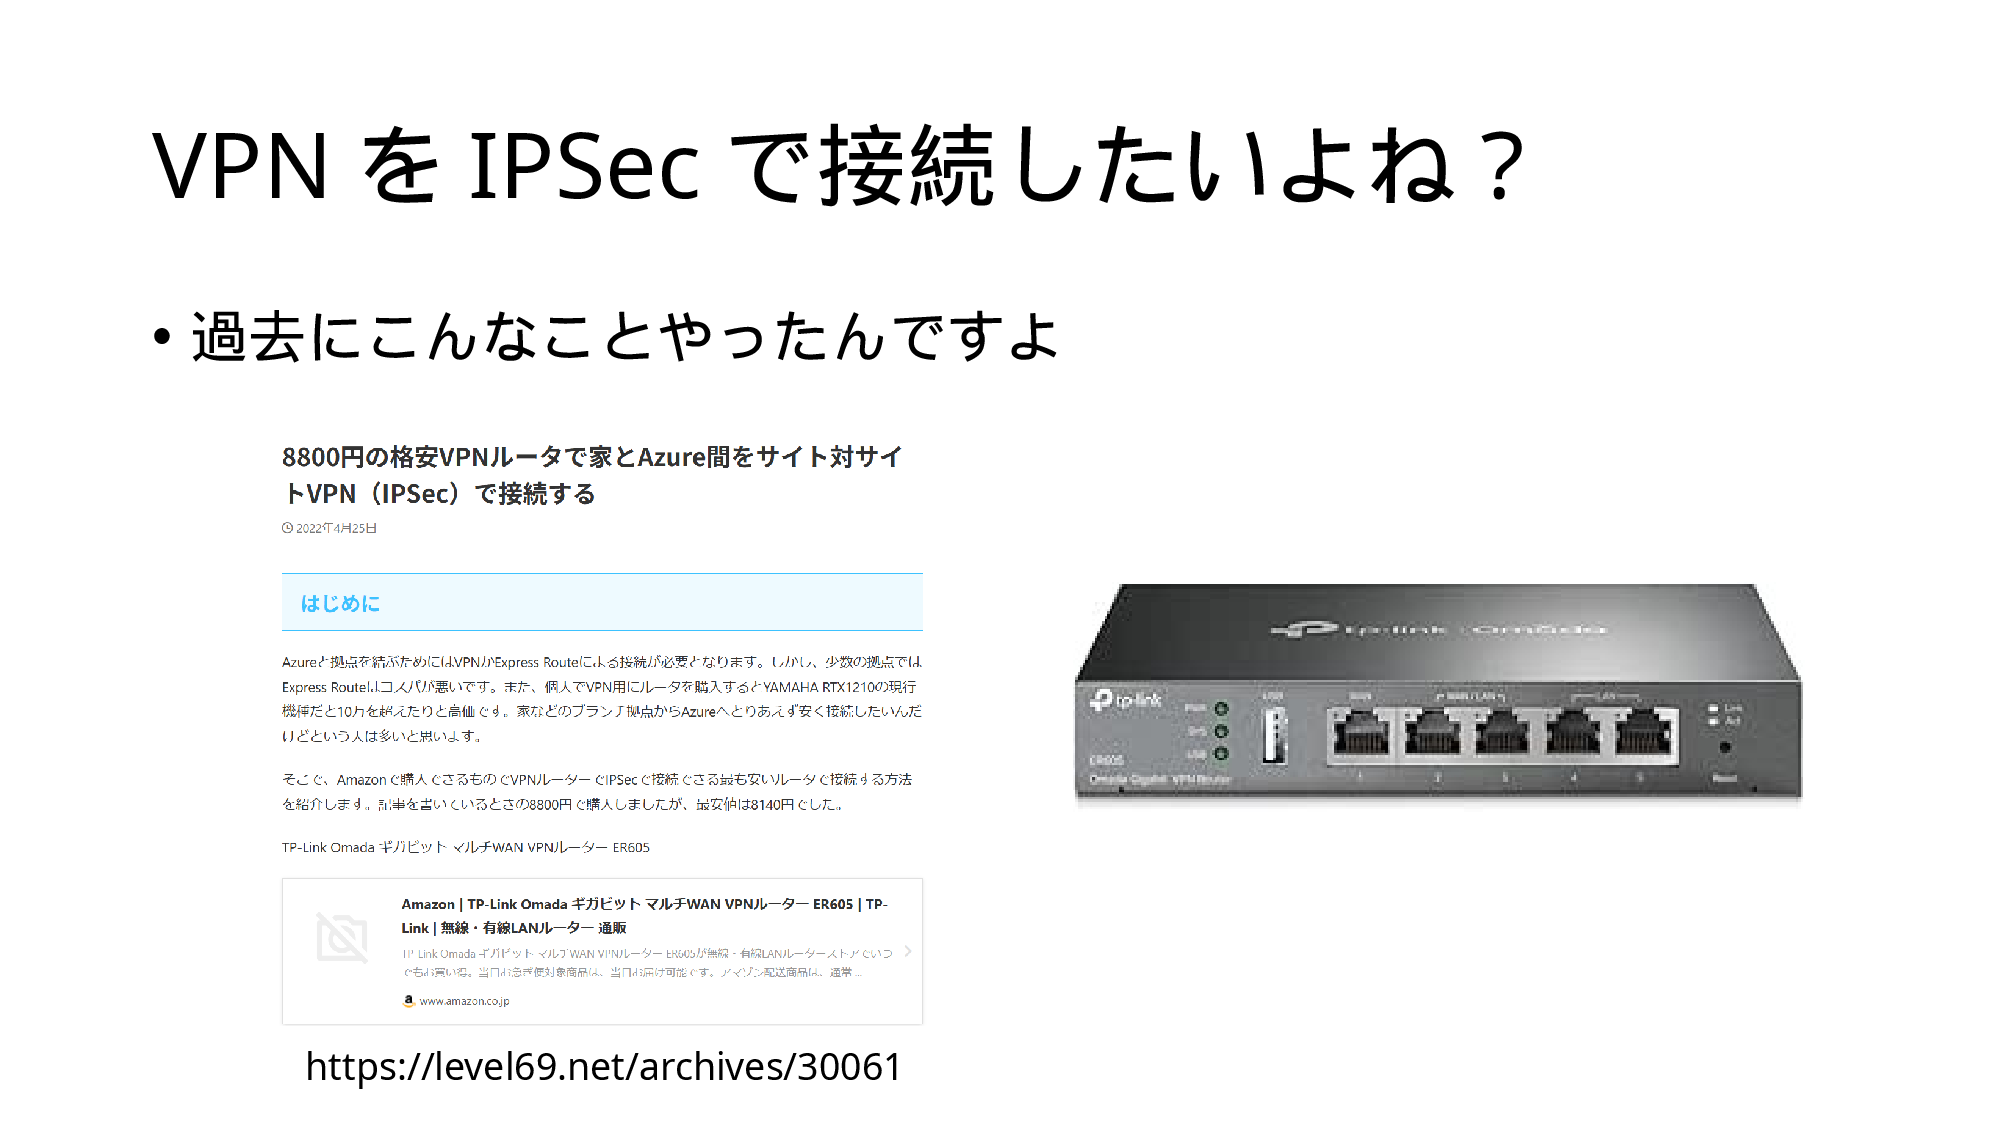 VPN を IPSec で接続したいよね？
• 過去にこんなことやったんですよ
8800円の格安VPNルータで家とAzure間をサイト対サイ
トVPN（IPSec）で接続する
2022年4月25日
はじめに
Azureと拠点を結ぶためにはVPNかExpress Routeによる接続が必要となります。しかし、少数の拠点では
Express Routeはコスパが悪いです。また、個人でVPN用にルータを購入するとYAMAHA RTX1210の現行
機種だと10万を超えたりと高価です。家などのブランチ拠点からAzureへとりあえず安く接続したいんだ
けどという人は多いと思います。
そこで、Amazonで購入できるものでVPNルーターでIPSecで接続できる最も安いルータで接続する方法
を紹介します。記事を書いているときの8800円で購入しましたが、最安値は8140円でした。
TP-Link Omada ギガビット マルチWAN VPNルーター ER605
Amazon | TP-Link Omada ギガビット マルチWAN VPNルーター ER605 | TP-
Link | 無線・有線LANルーター 通販
TP-Link Omada ギガビット マルチWAN VPNルーター ER605が無線・有線LANルーターストアでいつ
でもお買い得。当日お急ぎ便対象商品は、当日お届け可能です。アマゾン配送商品は、通常...
www.amazon.co.jp
https://level69.net/archives/30061
tp-link Omada
tp-link
USB
WAN
WAN/LAN
LAN
PWR
SYS
USB
Link
Act
ER605
Omada Gigabit VPN Router
1 2 3 4 5
Reset